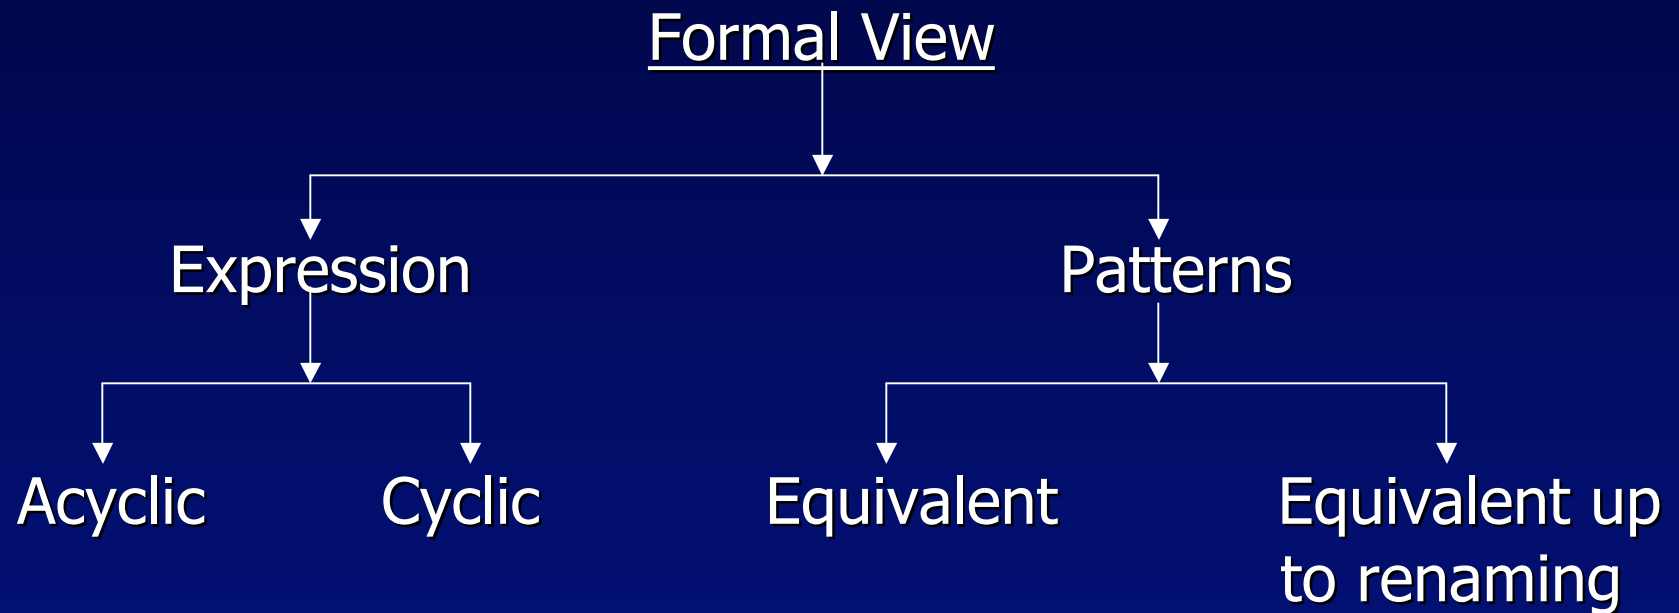 Formal View
Expression
Patterns
Acyclic
Cyclic
Equivalent
Equivalent up
to renaming